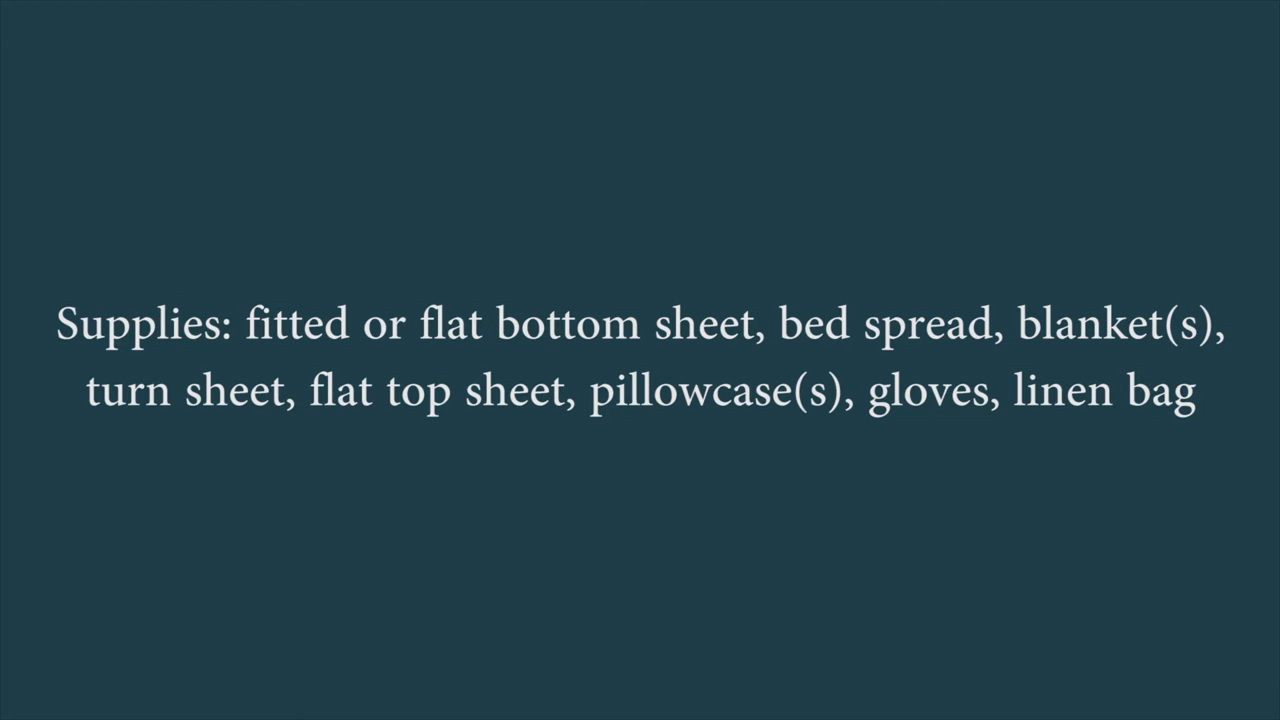 Supplies: fitted or flat bottom sheet, bed spread, blanket(s),
turn sheet, flat top sheet, pillowcase(s), gloves, linen bag